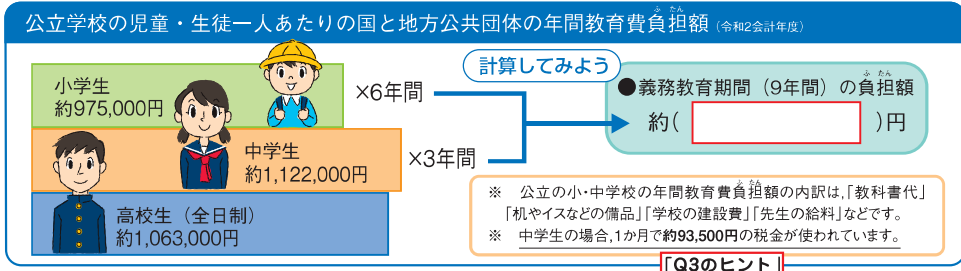 公立学校の児童・生徒一人あたりの国と地方公共団体の年間教育費負担額（令和2会計年度）
ふ たん
計算してみよう
小学生
約975,000円
×6年間
中学生
約1,122,000円
×3年間
高校生（全日制）
約1,063,000円
ふ たん
●義務教育期間（9年間）の負担額
約（ ）円
ふ たん
※ 公立の小・中学校の年間教育費負担額の内訳は，「教科書代」
「机やイスなどの備品」「学校の建設費」「先生の給料」などです。
※ 中学生の場合，1か月で約93,500円の税金が使われています。
「Q3のヒント」